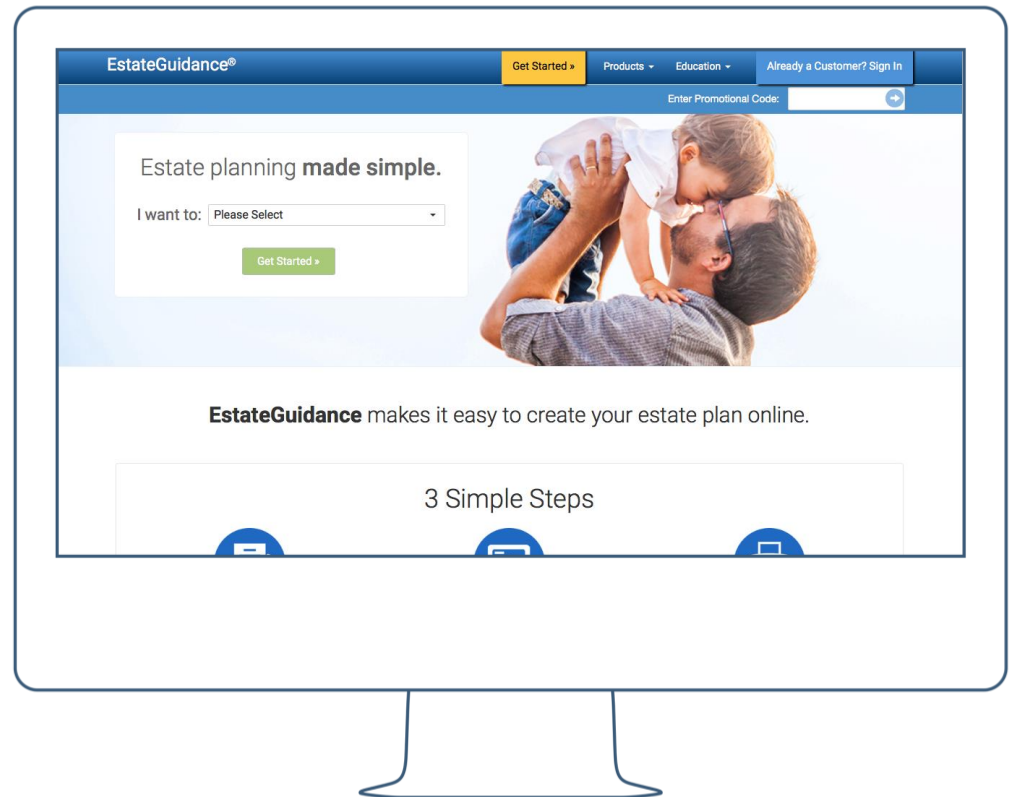 EstateGuidance®
Get Started »
Products
Education
Already a Customer? Sign In
Enter Promotional Code:
Estate planning made simple.
I want to: Please Select
Get Started »
EstateGuidance makes it easy to create your estate plan online.
3 Simple Steps